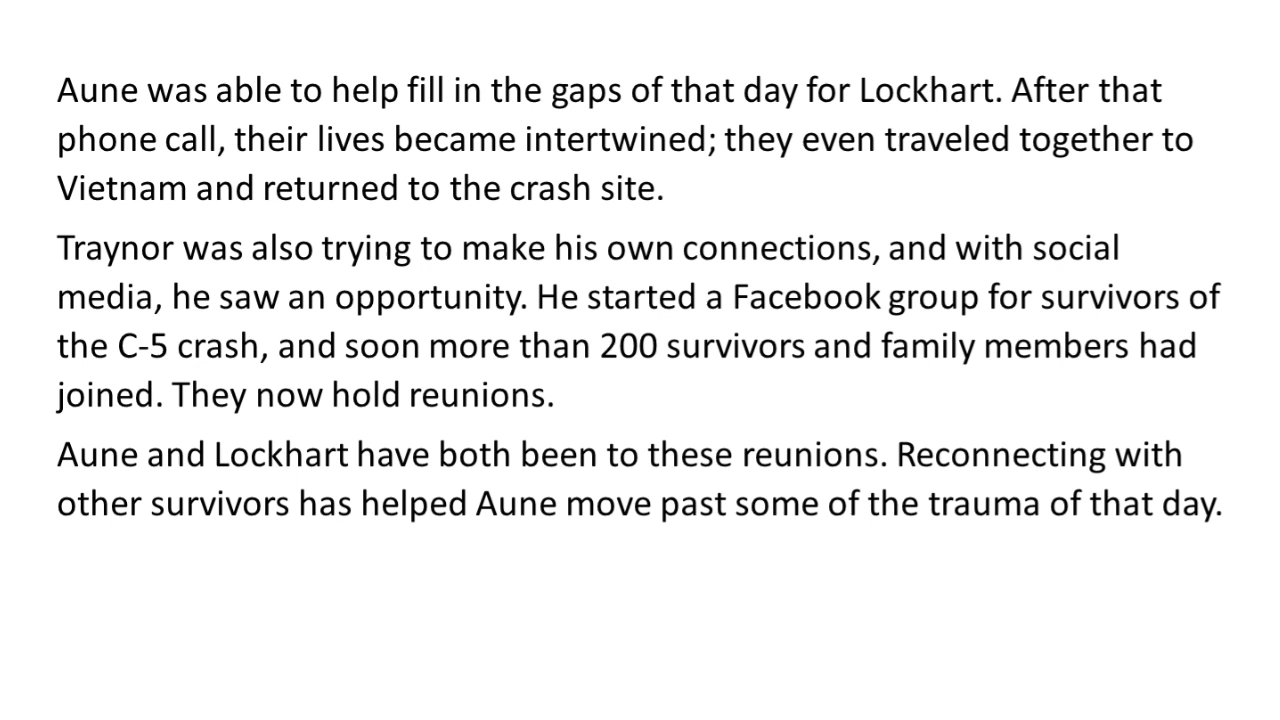 Aune was able to help fill in the gaps of that day for Lockhart. After that
phone call, their lives became intertwined; they even traveled together to
Vietnam and returned to the crash site.
Traynor was also trying to make his own connections, and with social
media, he saw an opportunity. He started a Facebook group for survivors of
the C-5 crash, and soon more than 200 survivors and family members had
joined. They now hold reunions.
Aune and Lockhart have both been to these reunions. Reconnecting with
other survivors has helped Aune move past some of the trauma of that day.